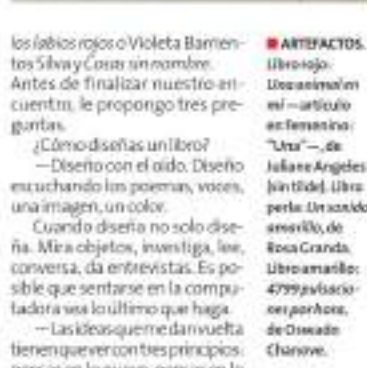 los labios rojos o Violeta Barrien-
tos Silva y Cosas sin nombre.
Antes de finalizar nuestro en-
cuentro, le propongo tres pre-
guntas.
¿Cómo diseñas un libro?
—Diseño con el oído. Diseño
escuchando los poemas, voces,
una imagen, un color.
Cuando diseña no solo dise-
ña. Mira objetos, investiga, lee,
conversa, da entrevistas. Es po-
sible que sentarse en la compu-
tadora sea lo último que haga.
—Las ideas que me dan vuelta
tienen que ver con tres principios:
ARTEFACTOS.
Libro rojo:
Una animal en
mí —artículo
en femenino:
"Una"—, de
Juliane Angeles
(sin tilde). Libro
perla: Un sonido
amarillo, de
Rosa Granda.
Libro amarillo:
4799 pulsacio-
nes por hora,
de Oswaldo
Chanove.